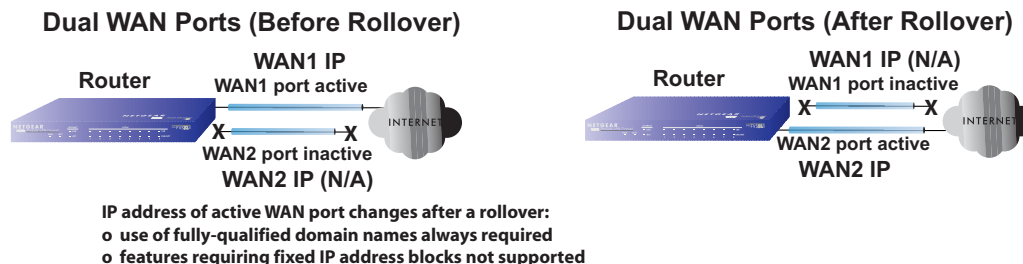 Dual WAN Ports (Before Rollover)
WAN1 IP
Router
WAN1 port active
NETGEAR
X
X
INTERNET
WAN2 port inactive
WAN2 IP (N/A)
IP address of active WAN port changes after a rollover:
o use of fully-qualified domain names always required
o features requiring fixed IP address blocks not supported
Dual WAN Ports (After Rollover)
WAN1 IP (N/A)
Router
WAN1 port inactive
X
X
NETGEAR
INTERNET
WAN2 port active
WAN2 IP